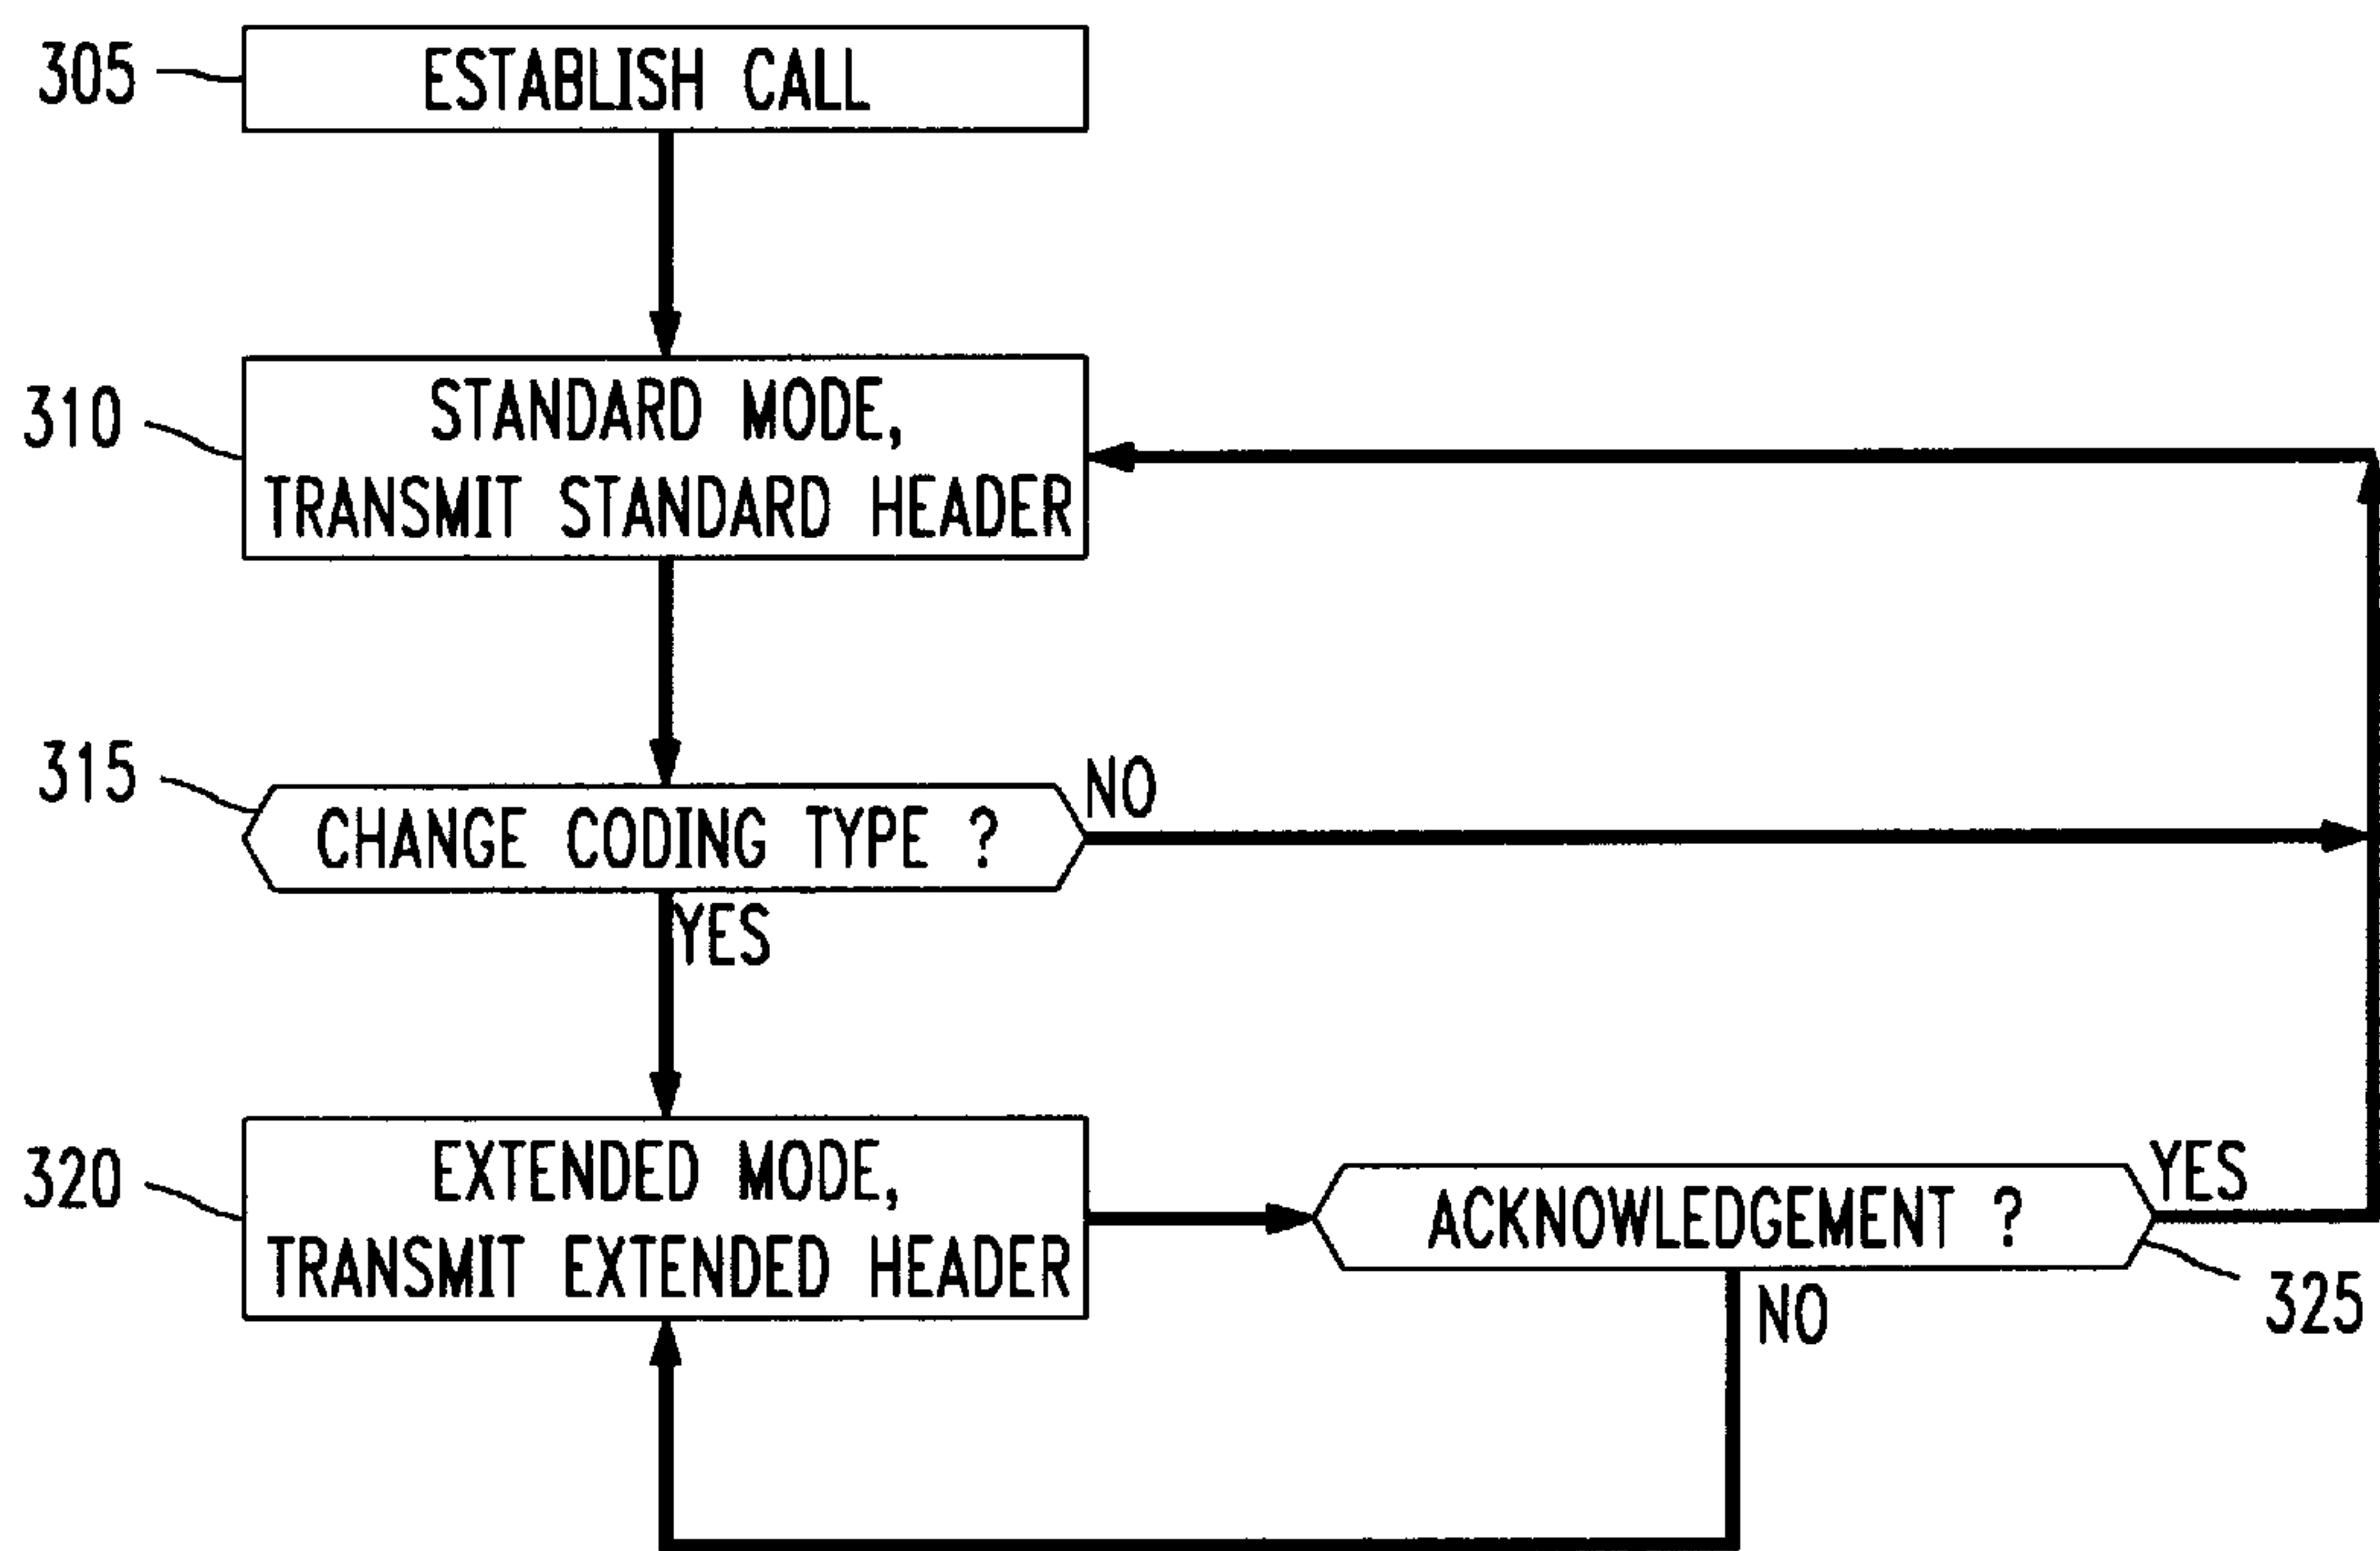 305
ESTABLISH CALL
310
STANDARD MODE,
TRANSMIT STANDARD HEADER
315
CHANGE CODING TYPE ?
NO
YES
320
EXTENDED MODE,
TRANSMIT EXTENDED HEADER
ACKNOWLEDGEMENT ?
YES
325
NO